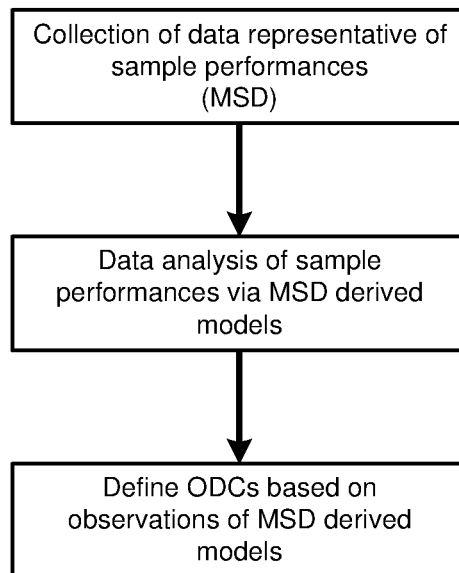 Collection of data representative of
sample performances
(MSD)
Data analysis of sample
performances via MSD derived
models
Define ODCs based on
observations of MSD derived
models